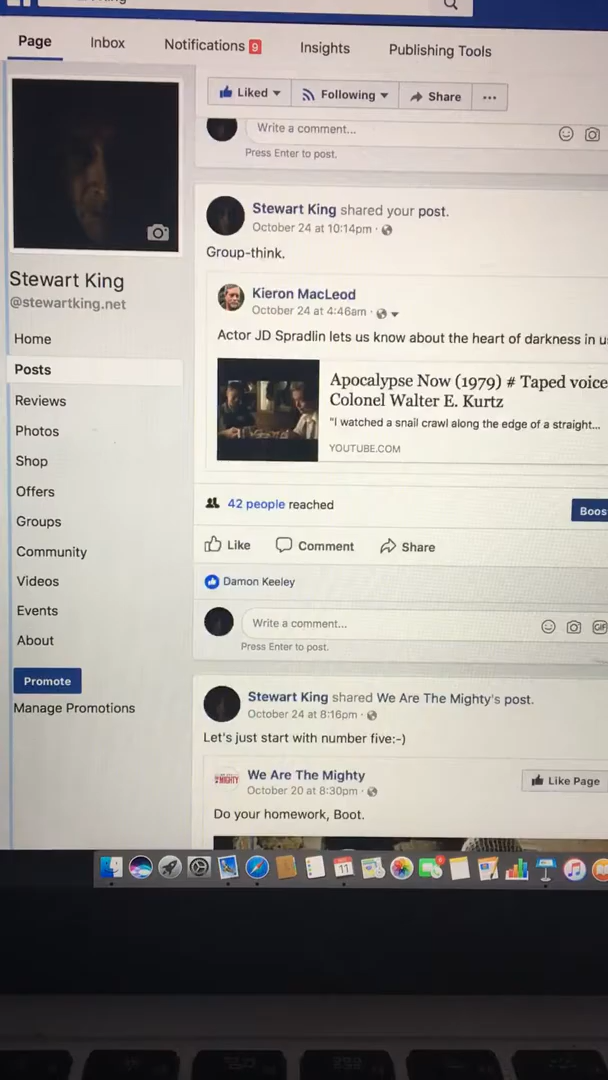 Page
Inbox
Notifications 9
Insights
Publishing Tools
Liked
Following
Share
Write a comment...
Press Enter to post.
Stewart King shared your post.
October 24 at 10:14pm
Group-think.
Stewart King
@stewartking.net
Home
Posts
Reviews
Photos
Shop
Offers
Groups
Community
Videos
Events
About
Promote
Manage Promotions
Kieron MacLeod
October 24 at 4:46am
Actor JD Spradlin lets us know about the heart of darkness in u
Apocalypse Now (1979) # Taped voice
Colonel Walter E. Kurtz
"I watched a snail crawl along the edge of a straight...
YOUTUBE.COM
42 people reached
Boos
Like
Comment
Share
Damon Keeley
Write a comment...
GIF
Press Enter to post.
Stewart King shared We Are The Mighty's post.
October 24 at 8:16pm
Let's just start with number five:-)
We Are The Mighty
Like Page
October 20 at 8:30pm
Do your homework, Boot.
MIGHTY
11